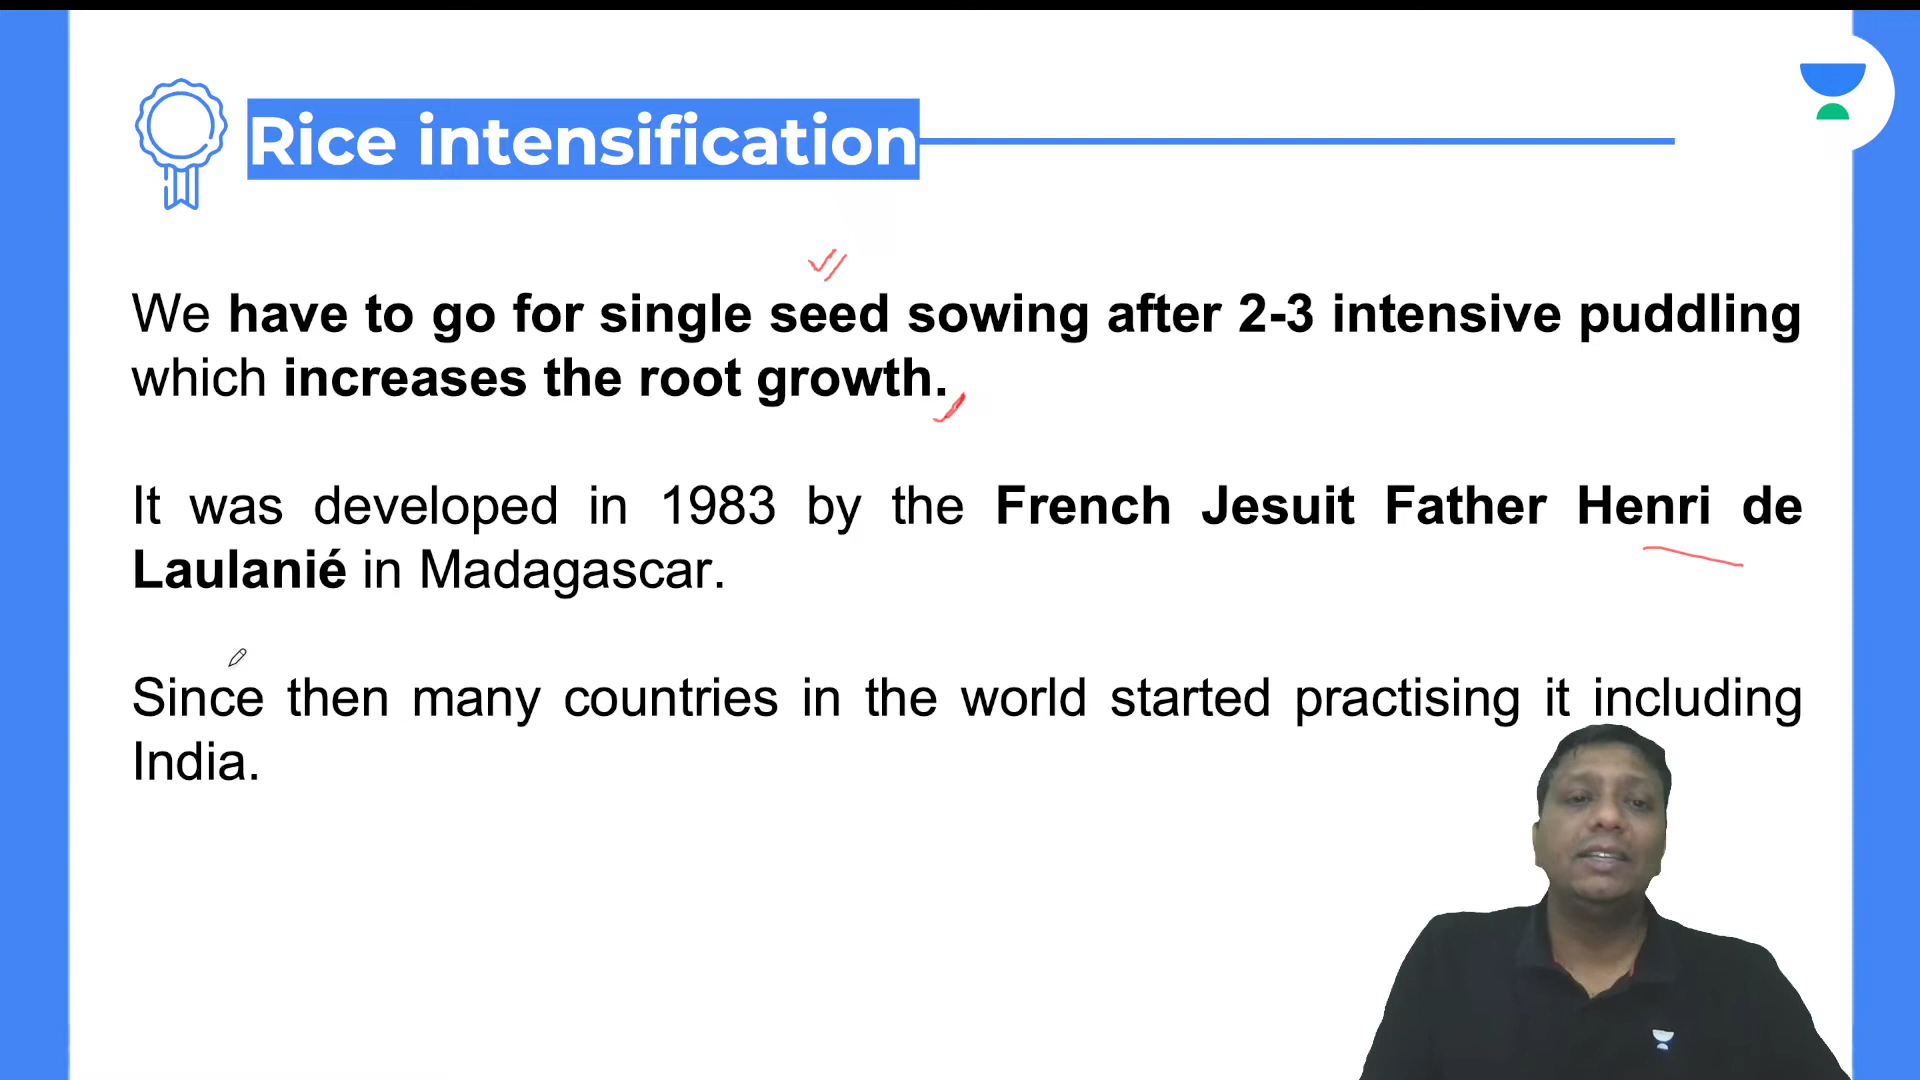 Rice intensification
We have to go for single seed sowing after 2-3 intensive puddling
which increases the root growth.
It was developed in 1983 by the French Jesuit Father Henri de
Laulanié in Madagascar.
Since then many countries in the world started practising it including
India.